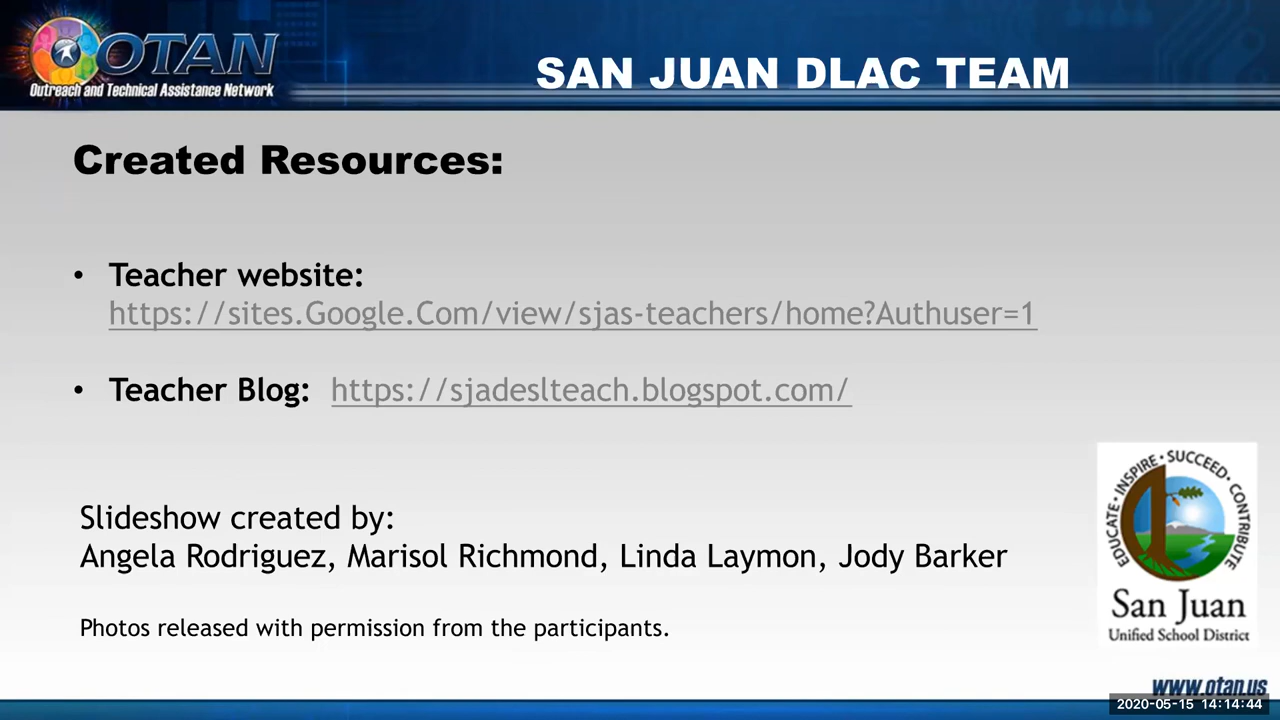 OTAN
Outreach and Technical Assistance Network
SAN JUAN DLAC TEAM
Created Resources:
• Teacher website:
https://sites.Google.Com/view/sjas-teachers/home?Authuser=1
• Teacher Blog: https://sjadeslteach.blogspot.com/
EDUCATE • INSPIRE • SUCCEED • CONTRIBUTE
Slideshow created by:
Angela Rodriguez, Marisol Richmond, Linda Laymon, Jody Barker
San Juan
Unified School District
Photos released with permission from the participants.
www.otan.us
2020-05-15 14:14:44